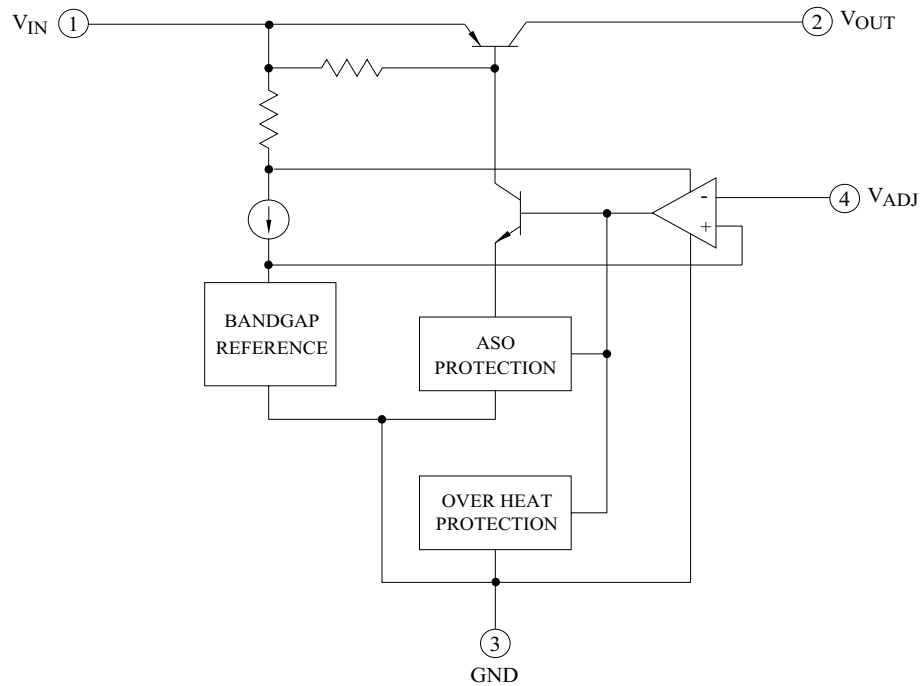 VIN 1
2 VOUT
- 4 VADJ
+
BANDGAP
REFERENCE
ASO
PROTECTION
OVER HEAT
PROTECTION
3
GND